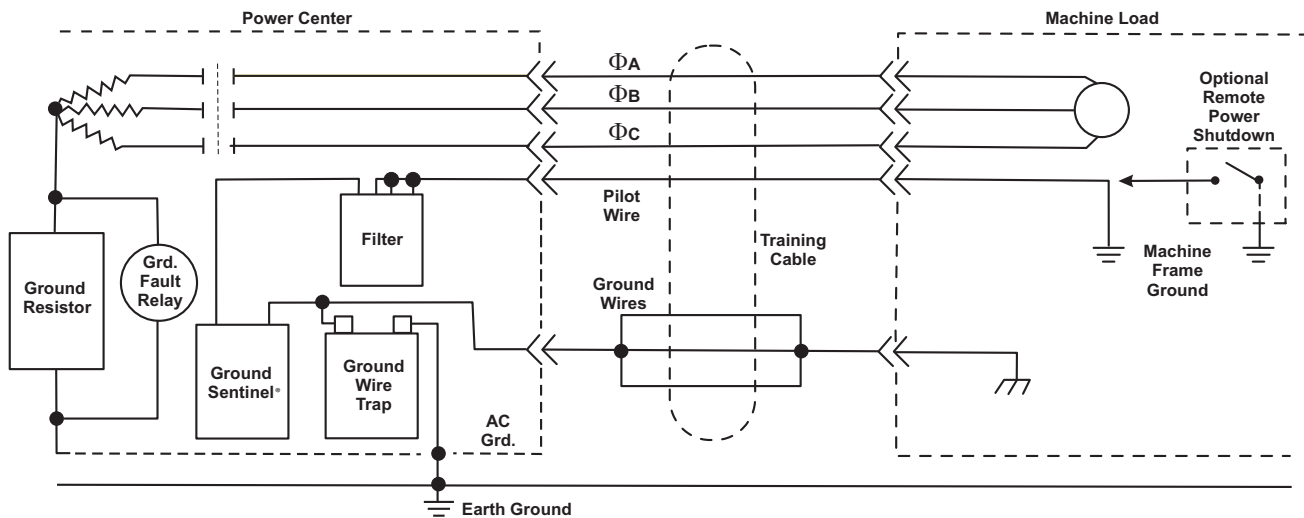 Power Center
Machine Load
ΦA
ΦB
ΦC
Optional
Remote
Power
Shutdown
Pilot
Wire
Filter
Training
Cable
Machine
Frame
Ground
Ground
Resistor
Grd.
Fault
Relay
Ground
Wires
Ground
Sentinel®
Ground
Wire
Trap
AC
Grd.
Earth Ground